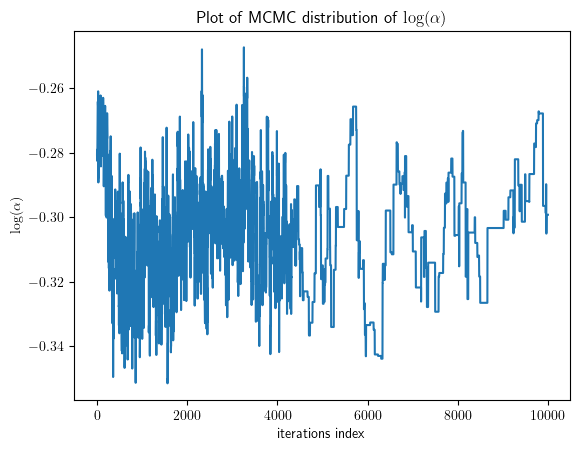 Plot of MCMC distribution of log(α)
log(α)
−0.26
−0.28
−0.30
−0.32
−0.34
0 2000 4000 6000 8000 10000
iterations index